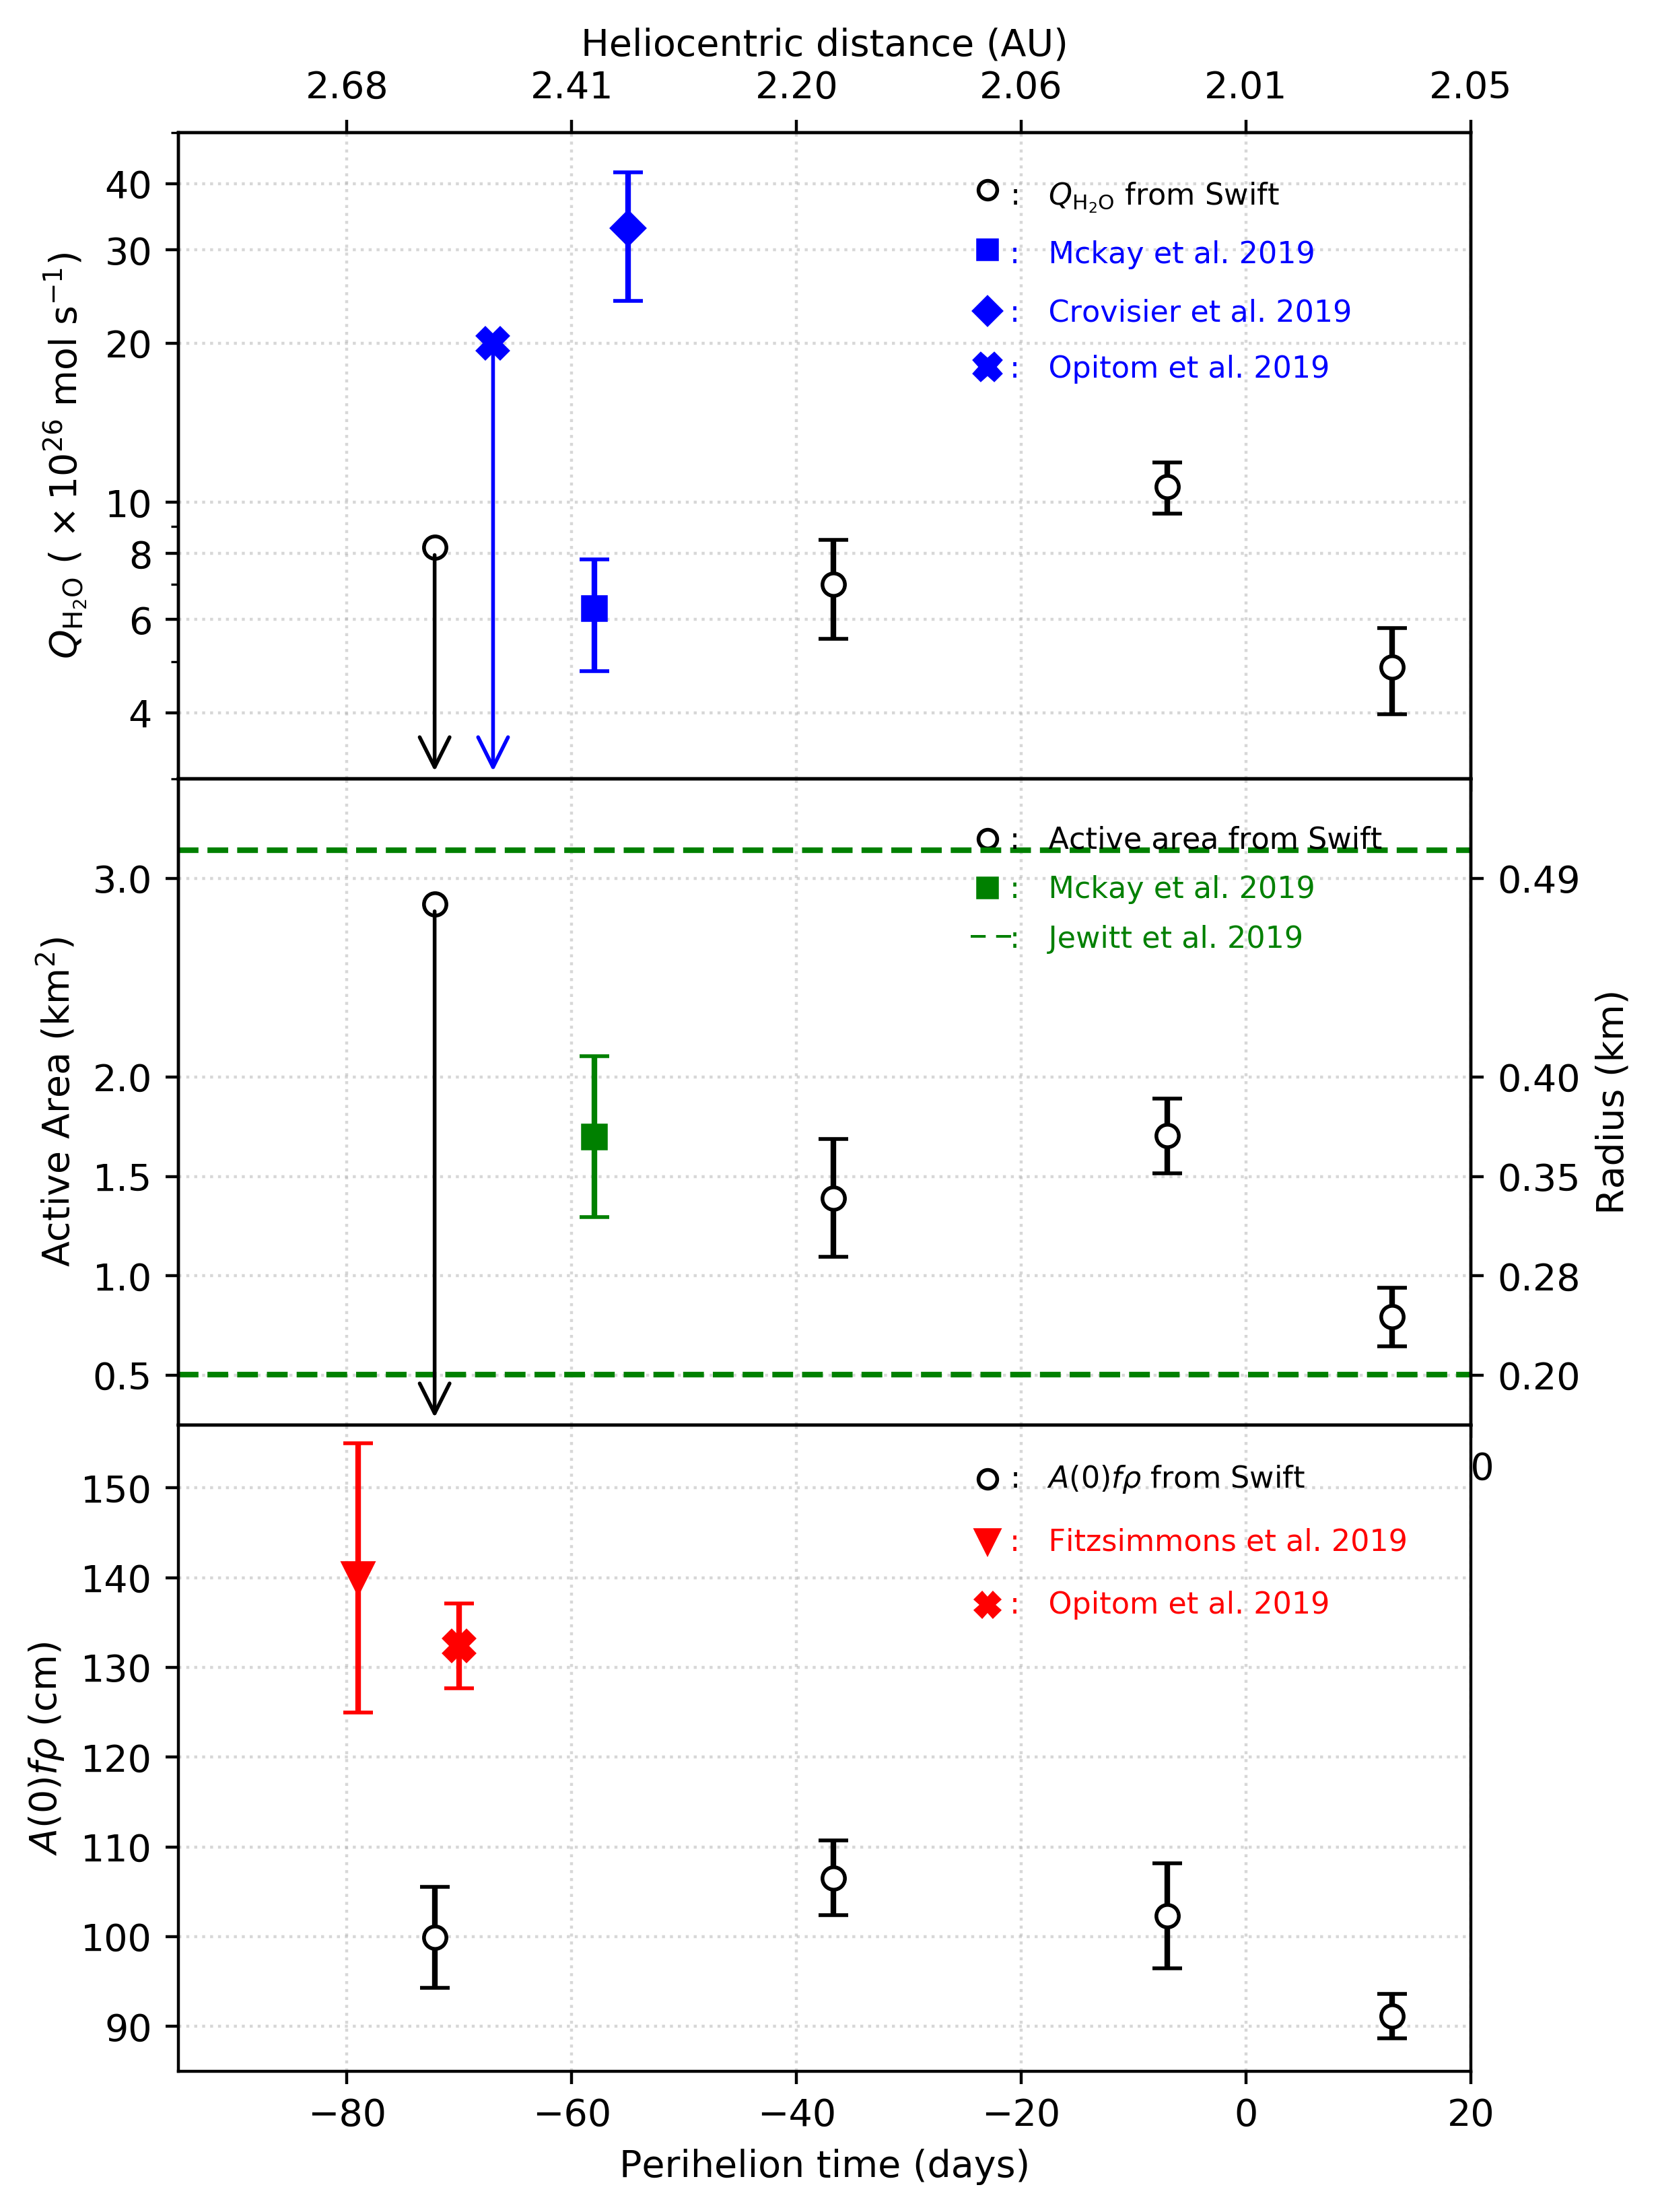 Heliocentric distance (AU)
2.68 2.41 2.20 2.06 2.01 2.05
40
30
20
10
8
6
4
Q_H₂O ( × 10²⁶ mol s⁻¹)
: Q_H₂O from Swift
: Mckay et al. 2019
: Crovisier et al. 2019
: Opitom et al. 2019
3.0
2.0
1.5
1.0
0.5
Active Area (km²)
: Active area from Swift
: Mckay et al. 2019
: Jewitt et al. 2019
0.49
0.40
0.35
0.28
0.20
0
Radius (km)
150
140
130
120
110
100
90
A(0)fρ (cm)
: A(0)fρ from Swift
: Fitzsimmons et al. 2019
: Opitom et al. 2019
−80 −60 −40 −20 0 20
Perihelion time (days)